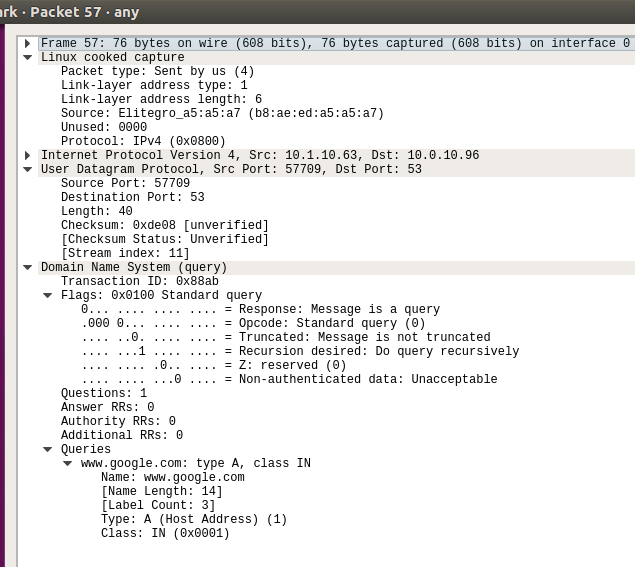 ark · Packet 57 · any
Frame 57: 76 bytes on wire (608 bits), 76 bytes captured (608 bits) on interface 0
Linux cooked capture
Packet type: Sent by us (4)
Link-layer address type: 1
Link-layer address length: 6
Source: Elitegro_a5:a5:a7 (b8:ae:ed:a5:a5:a7)
Unused: 0000
Protocol: IPv4 (0x0800)
Internet Protocol Version 4, Src: 10.1.10.63, Dst: 10.0.10.96
User Datagram Protocol, Src Port: 57709, Dst Port: 53
Source Port: 57709
Destination Port: 53
Length: 40
Checksum: 0xde08 [unverified]
[Checksum Status: Unverified]
[Stream index: 11]
Domain Name System (query)
Transaction ID: 0x88ab
Flags: 0x0100 Standard query
0... .... .... .... = Response: Message is a query
.000 0... .... .... = Opcode: Standard query (0)
.... ..0. .... .... = Truncated: Message is not truncated
.... ...1 .... .... = Recursion desired: Do query recursively
.... .... .0.. .... = Z: reserved (0)
.... .... ...0 .... = Non-authenticated data: Unacceptable
Questions: 1
Answer RRs: 0
Authority RRs: 0
Additional RRs: 0
Queries
www.google.com: type A, class IN
Name: www.google.com
[Name Length: 14]
[Label Count: 3]
Type: A (Host Address) (1)
Class: IN (0x0001)